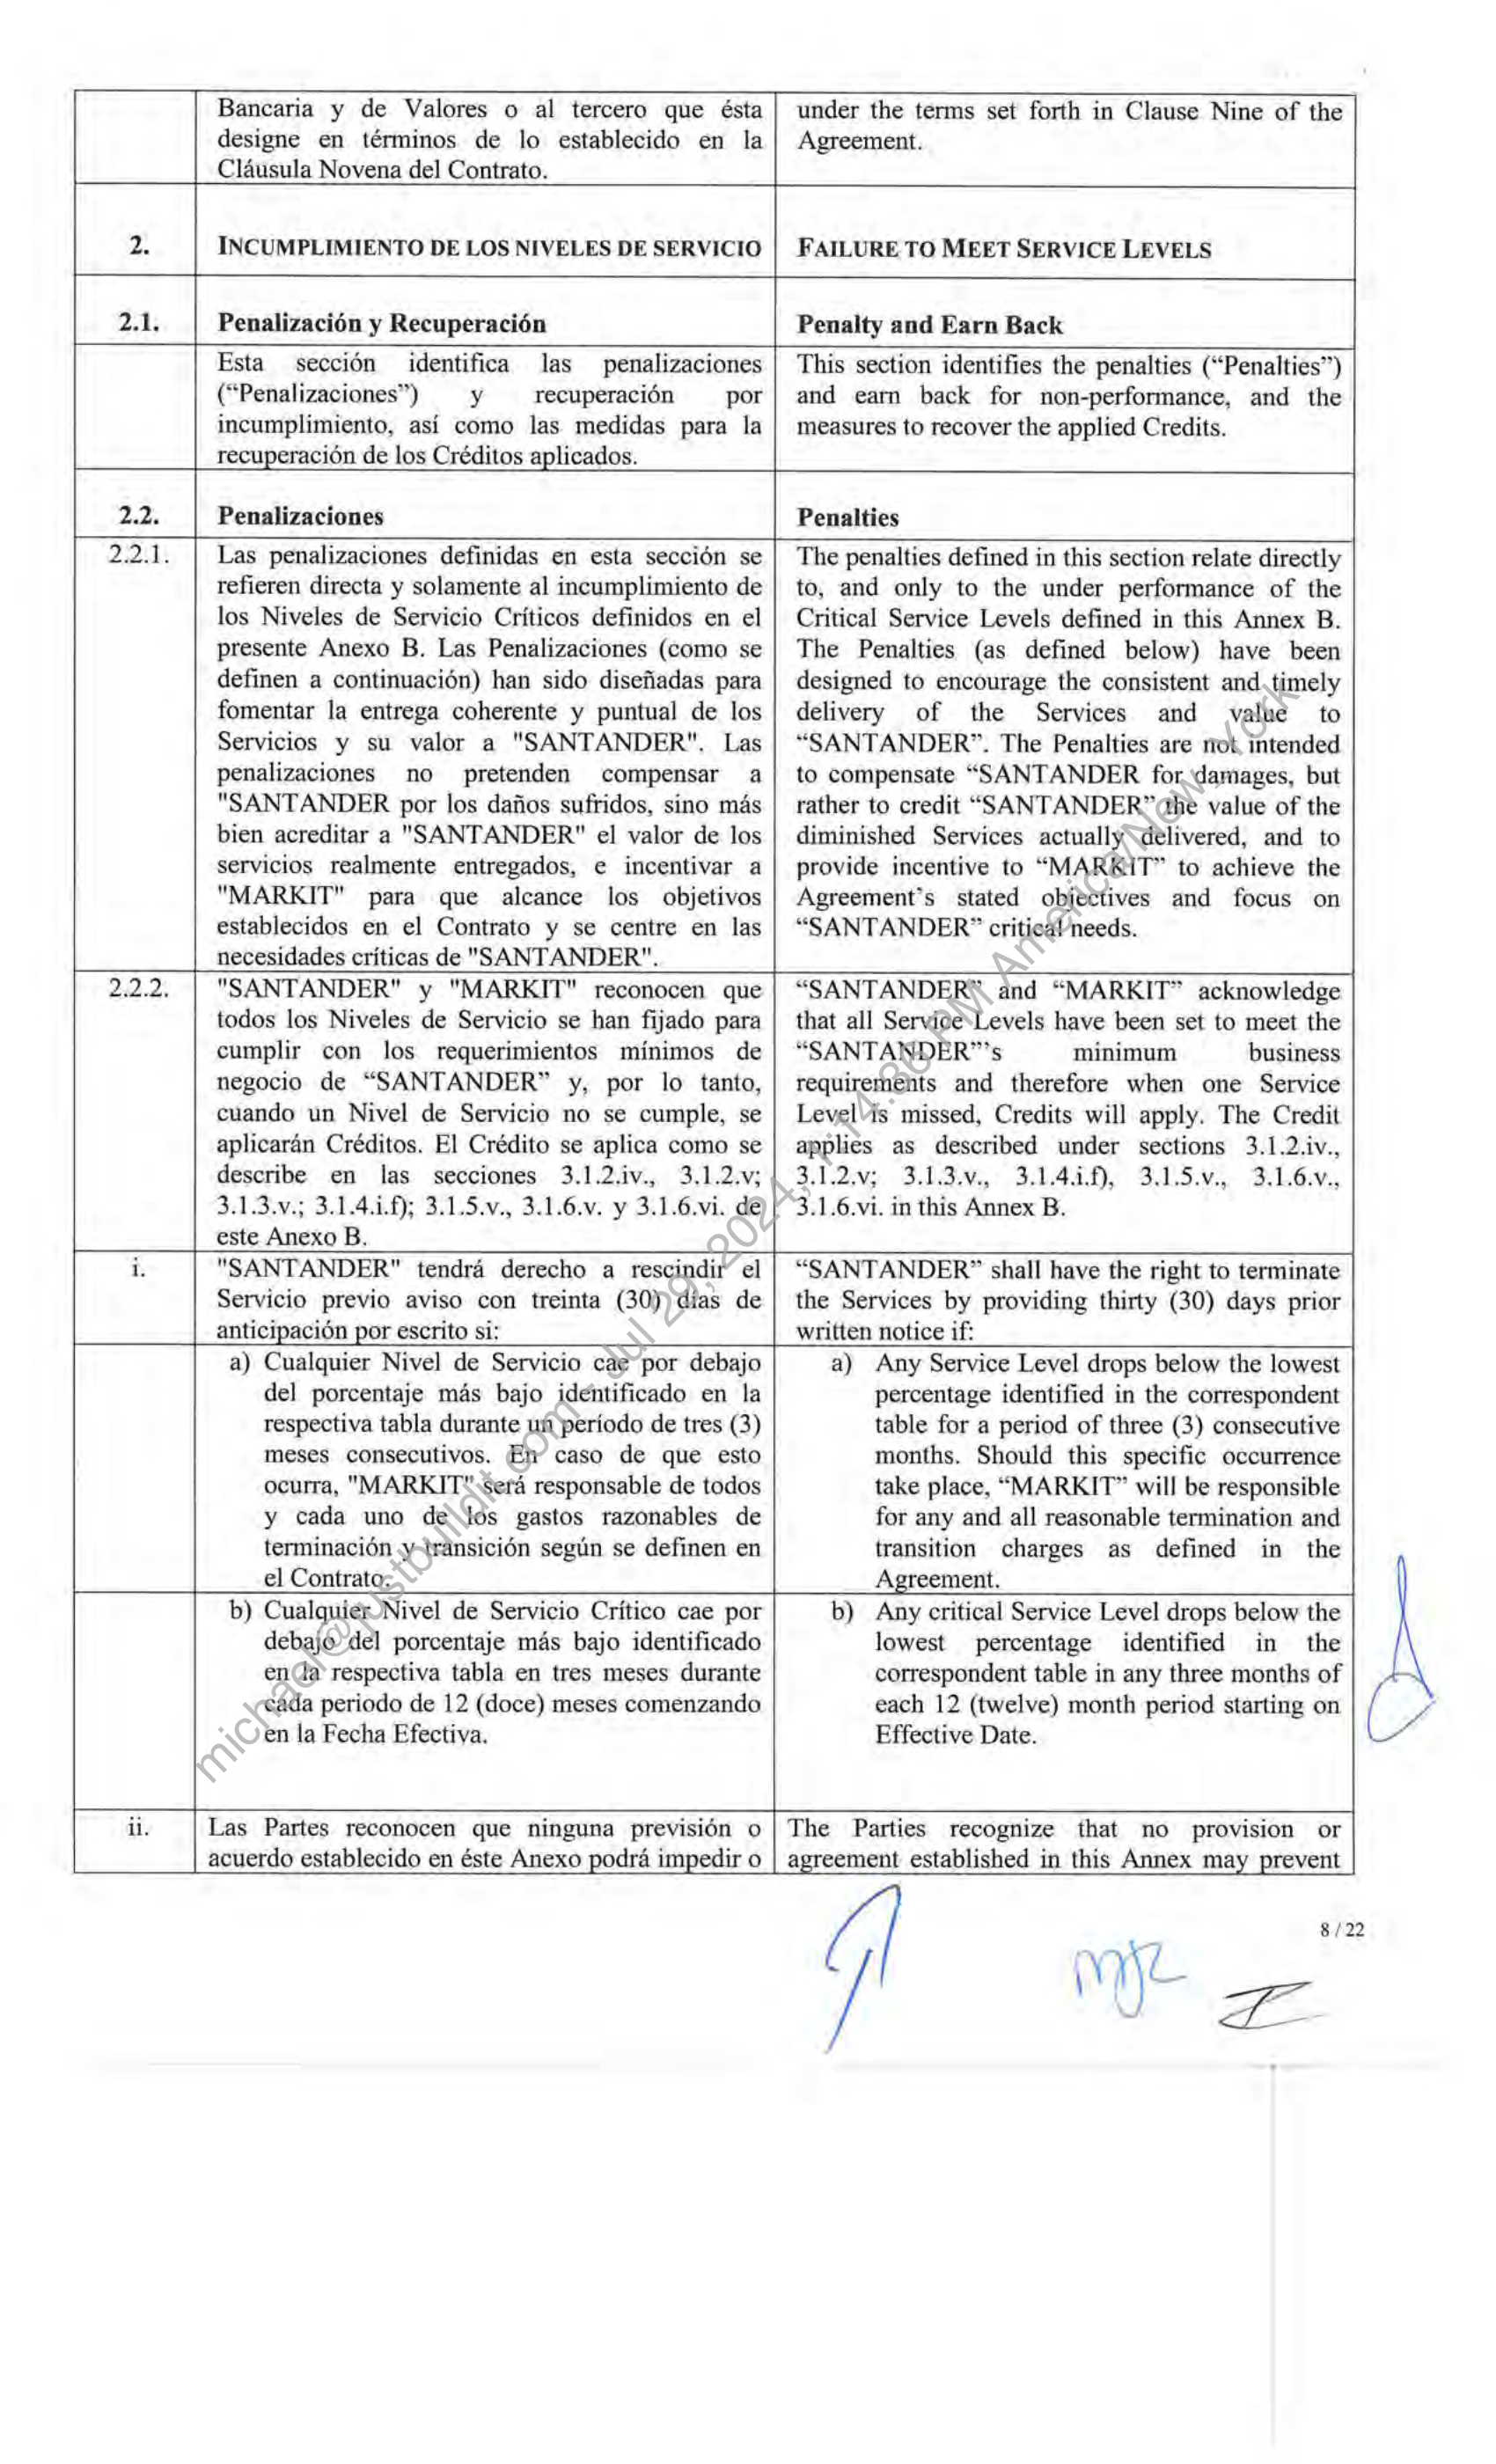 Bancaria y de Valores o al tercero que ésta
designe en términos de lo establecido en la
Cláusula Novena del Contrato.
under the terms set forth in Clause Nine of the
Agreement.
2.
INCUMPLIMIENTO DE LOS NIVELES DE SERVICIO
FAILURE TO MEET SERVICE LEVELS
2.1.
Penalización y Recuperación
Penalty and Earn Back
Esta sección identifica las penalizaciones
(“Penalizaciones”) y recuperación por
incumplimiento, así como las medidas para la
recuperación de los Créditos aplicados.
This section identifies the penalties (“Penalties”)
and earn back for non-performance, and the
measures to recover the applied Credits.
2.2.
Penalizaciones
Penalties
2.2.1.
Las penalizaciones definidas en esta sección se
refieren directa y solamente al incumplimiento de
los Niveles de Servicio Críticos definidos en el
presente Anexo B. Las Penalizaciones (como se
definen a continuación) han sido diseñadas para
fomentar la entrega coherente y puntual de los
Servicios y su valor a "SANTANDER". Las
penalizaciones no pretenden compensar a
"SANTANDER por los daños sufridos, sino más
bien acreditar a "SANTANDER" el valor de los
servicios realmente entregados, e incentivar a
"MARKIT" para que alcance los objetivos
establecidos en el Contrato y se centre en las
necesidades críticas de "SANTANDER".
The penalties defined in this section relate directly
to, and only to the under performance of the
Critical Service Levels defined in this Annex B.
The Penalties (as defined below) have been
designed to encourage the consistent and timely
delivery of the Services and value to
“SANTANDER”. The Penalties are not intended
to compensate “SANTANDER for damages, but
rather to credit “SANTANDER” the value of the
diminished Services actually delivered, and to
provide incentive to “MARKIT” to achieve the
Agreement’s stated objectives and focus on
“SANTANDER” critical needs.
2.2.2.
"SANTANDER" y "MARKIT" reconocen que
todos los Niveles de Servicio se han fijado para
cumplir con los requerimientos mínimos de
negocio de “SANTANDER” y, por lo tanto,
cuando un Nivel de Servicio no se cumple, se
aplicarán Créditos. El Crédito se aplica como se
describe en las secciones 3.1.2.iv., 3.1.2.v;
3.1.3.v.; 3.1.4.i.f); 3.1.5.v., 3.1.6.v. y 3.1.6.vi. de
este Anexo B.
“SANTANDER” and “MARKIT” acknowledge
that all Service Levels have been set to meet the
“SANTANDER”’s minimum business
requirements and therefore when one Service
Level is missed, Credits will apply. The Credit
applies as described under sections 3.1.2.iv.,
3.1.2.v; 3.1.3.v., 3.1.4.i.f), 3.1.5.v., 3.1.6.v.,
3.1.6.vi. in this Annex B.
i.
"SANTANDER" tendrá derecho a rescindir el
Servicio previo aviso con treinta (30) días de
anticipación por escrito si:
“SANTANDER” shall have the right to terminate
the Services by providing thirty (30) days prior
written notice if:
a) Cualquier Nivel de Servicio cae por debajo
del porcentaje más bajo identificado en la
respectiva tabla durante un período de tres (3)
meses consecutivos. En caso de que esto
ocurra, "MARKIT" será responsable de todos
y cada uno de los gastos razonables de
terminación y transición según se definen en
el Contrato.
a) Any Service Level drops below the lowest
percentage identified in the correspondent
table for a period of three (3) consecutive
months. Should this specific occurrence
take place, “MARKIT” will be responsible
for any and all reasonable termination and
transition charges as defined in the
Agreement.
b) Cualquier Nivel de Servicio Crítico cae por
debajo del porcentaje más bajo identificado
en la respectiva tabla en tres meses durante
cada periodo de 12 (doce) meses comenzando
en la Fecha Efectiva.
b) Any critical Service Level drops below the
lowest percentage identified in the
correspondent table in any three months of
each 12 (twelve) month period starting on
Effective Date.
ii.
Las Partes reconocen que ninguna previsión o
acuerdo establecido en éste Anexo podrá impedir o
The Parties recognize that no provision or
agreement established in this Annex may prevent
8 / 22
michael@justbuildit.com - Jul 29, 2024, 1:14:36 PM America/New_York